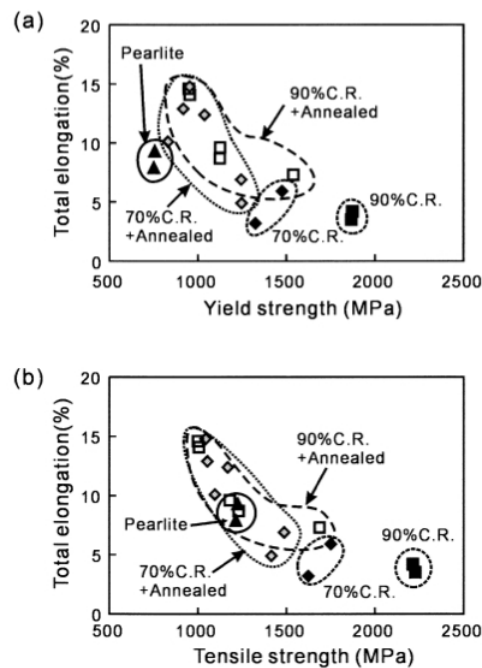 (a)
20
15
10
5
0
Total elongation(%)
Pearlite
90%C.R.
+Annealed
70%C.R.
+Annealed
70%C.R.
90%C.R.
500 1000 1500 2000 2500
Yield strength (MPa)
(b)
20
15
10
5
0
Total elongation(%)
90%C.R.
+Annealed
Pearlite
90%C.R.
70%C.R.
+Annealed
70%C.R.
500 1000 1500 2000 2500
Tensile strength (MPa)